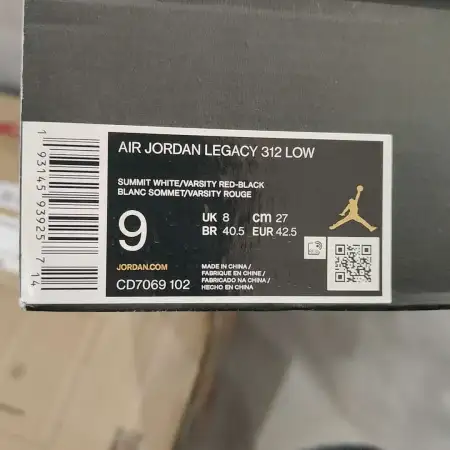 AIR JORDAN LEGACY 312 LOW
SUMMIT WHITE/VARSITY RED-BLACK
BLANC SOMMET/VARSITY ROUGE
9
UK 8 cm 27
BR 40.5 EUR 42.5
JORDAN.COM
CD7069 102
MADE IN CHINA /
FABRIQUE EN CHINE /
FABRICADO NA CHINA /
HECHO EN CHINA
1 93145 93925 7 14